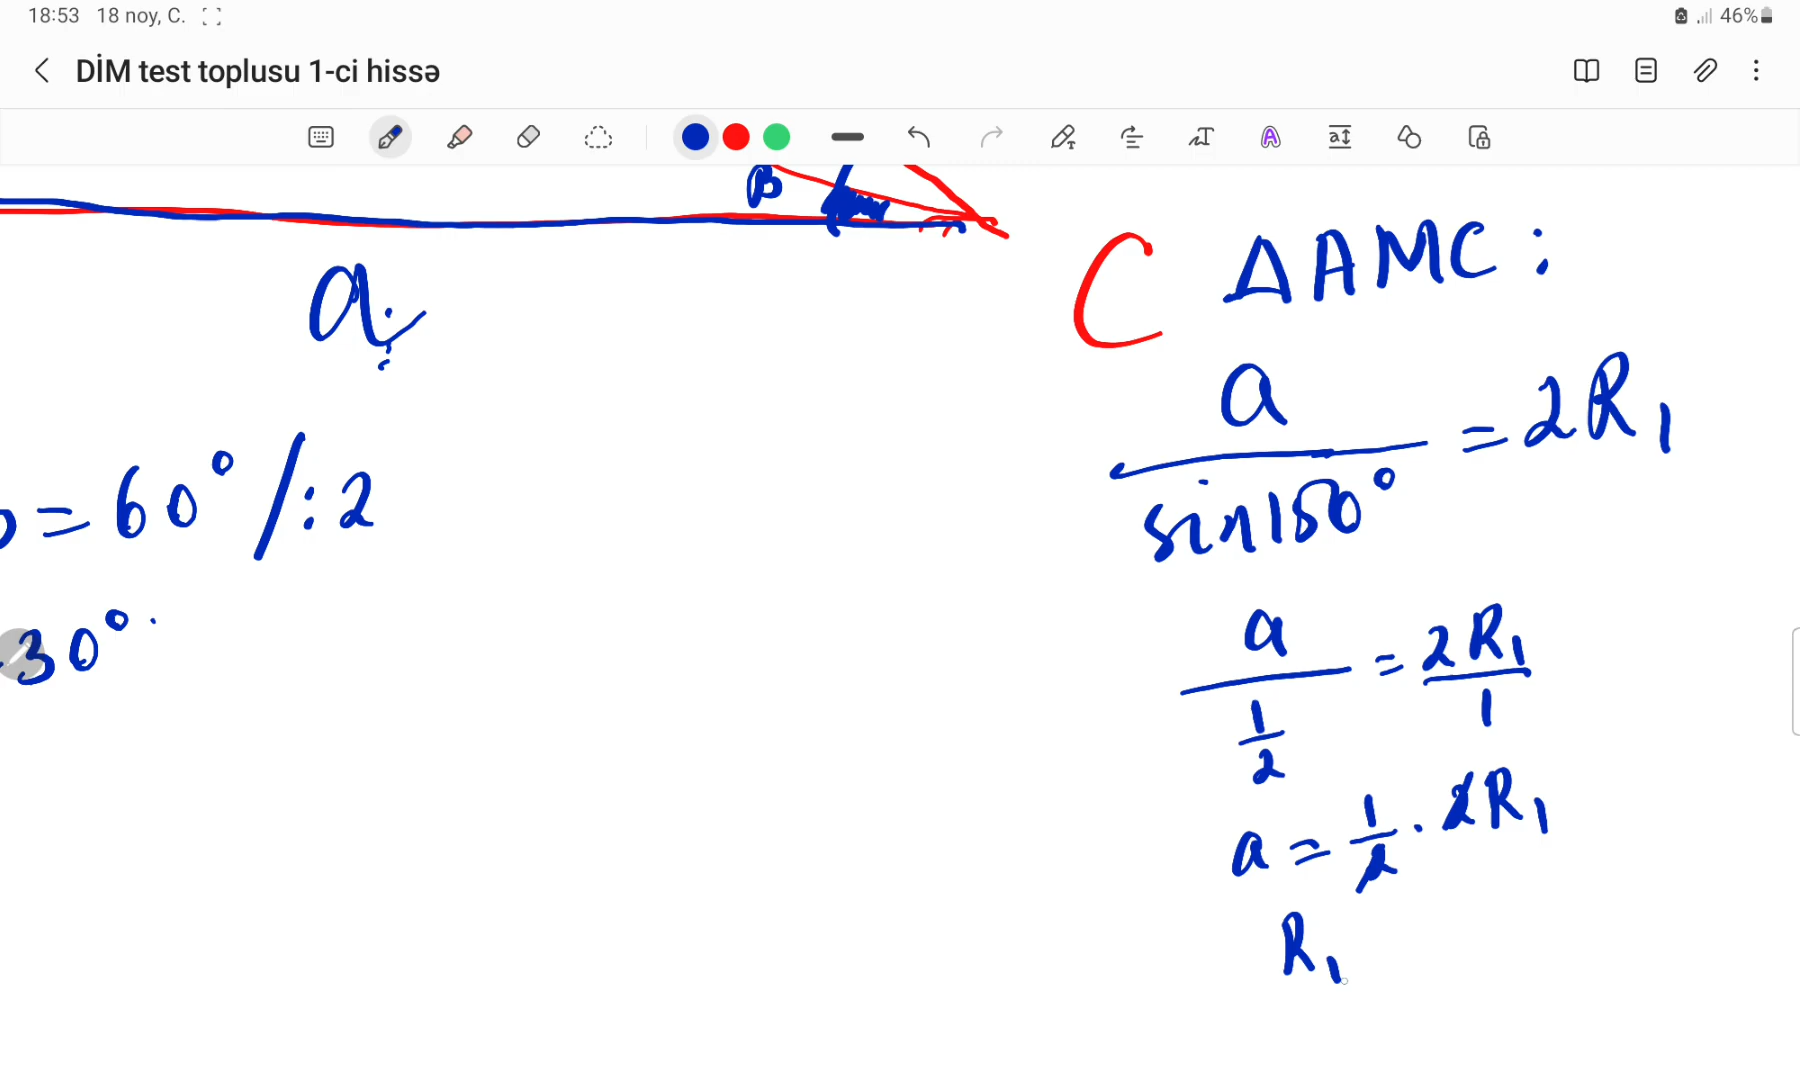 18:53 18 noy, C. 46%
DİM test toplusu 1-ci hissə
β
a
C ΔAMC:
a/sin150° = 2R₁
= 60° /:2
30°
a/(1/2) = 2R₁/1
a = 1/2 · 2R₁
R₁